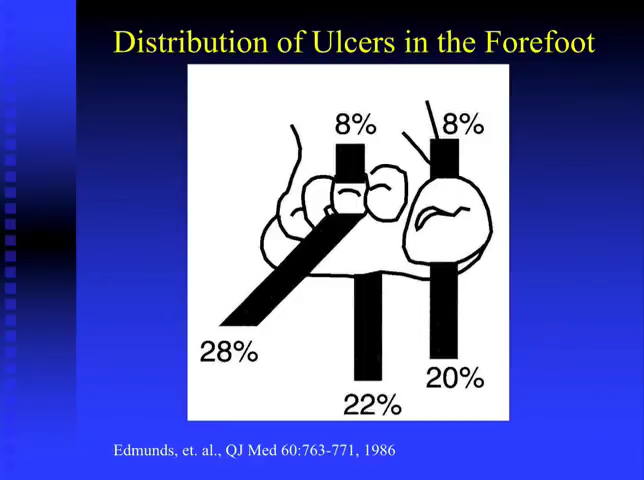 Distribution of Ulcers in the Forefoot
8%
8%
28%
20%
22%
Edmunds, et. al., QJ Med 60:763-771, 1986